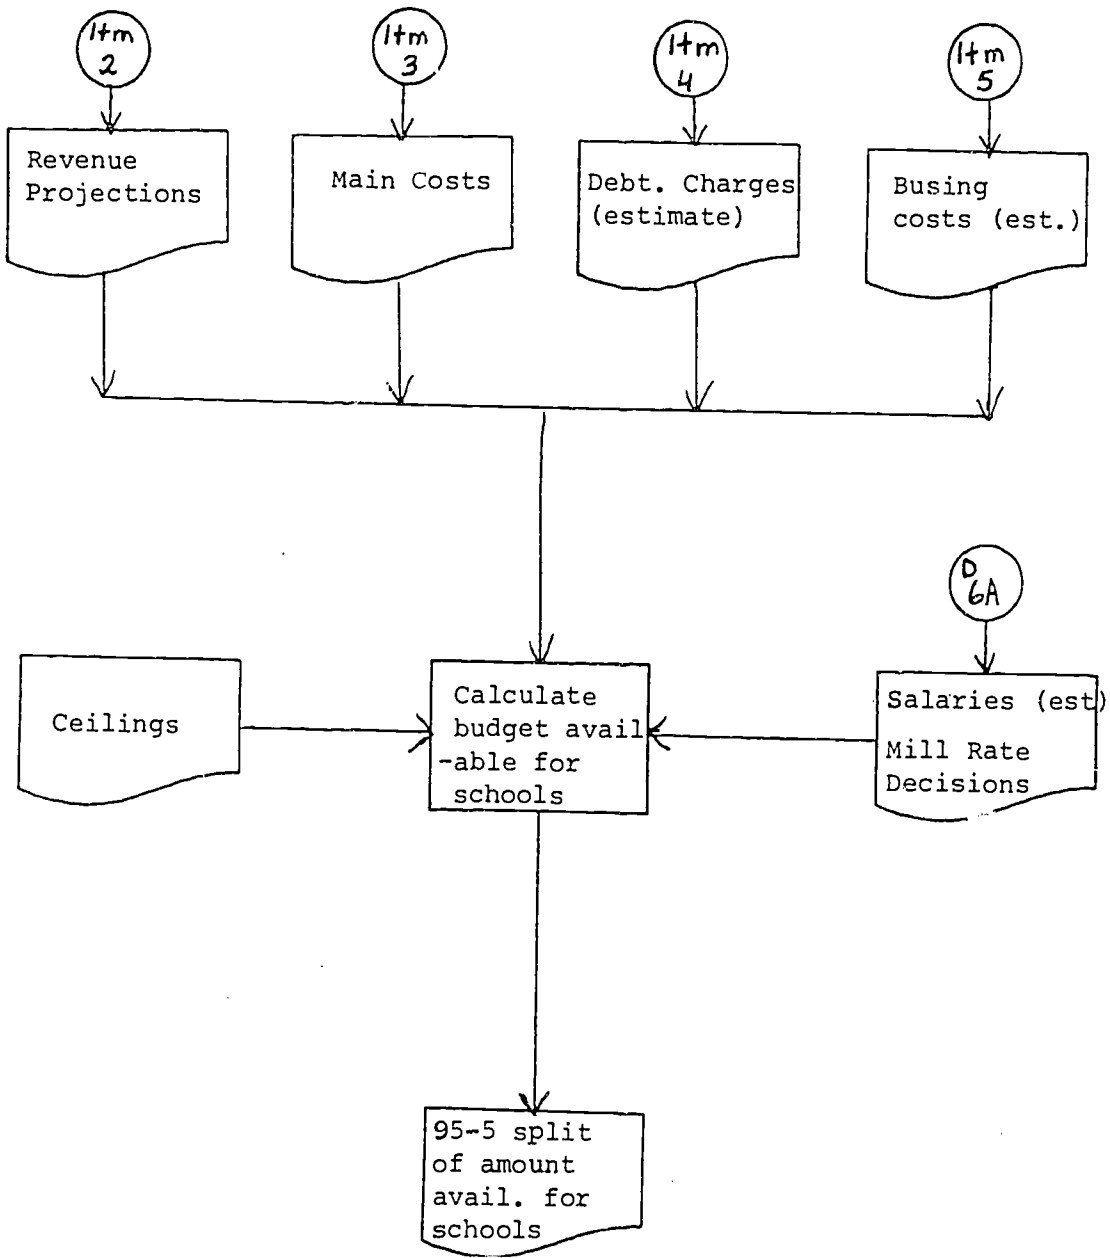 Itm
2
Itm
3
Itm
4
Itm
5
Revenue
Projections
Main Costs
Debt. Charges
(estimate)
Busing
costs (est.)
D
6A
Ceilings
Calculate
budget avail
-able for
schools
Salaries (est)
Mill Rate
Decisions
95-5 split
of amount
avail. for
schools